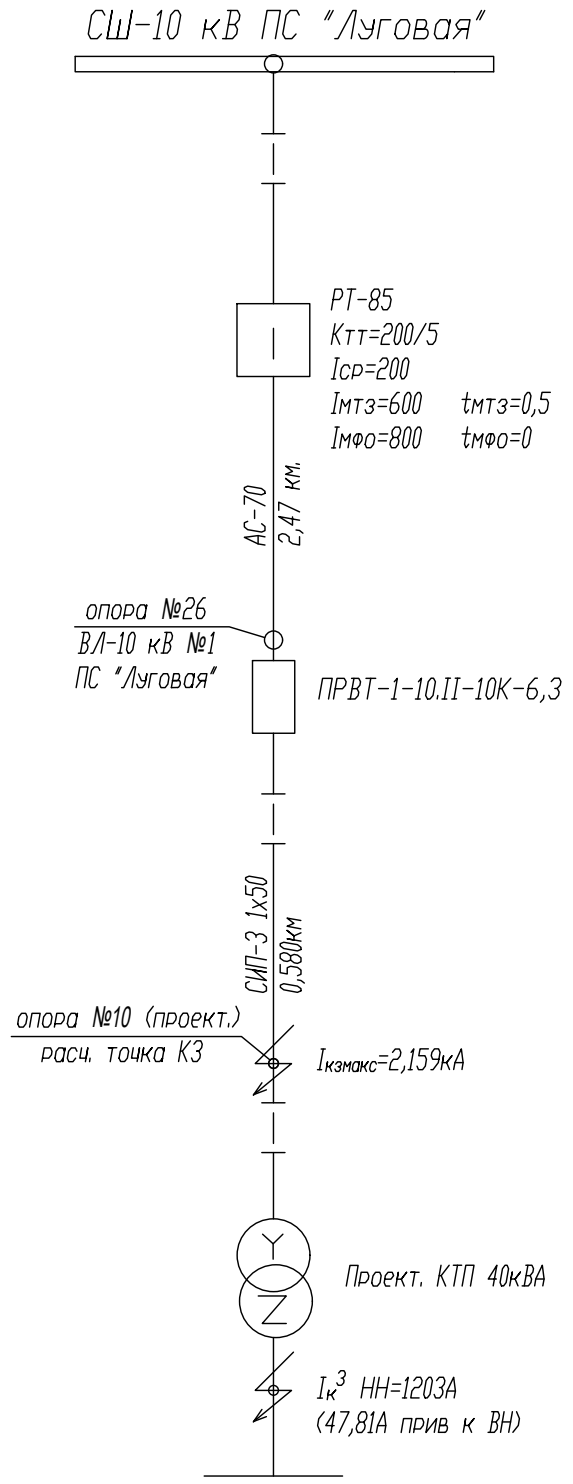 СШ-10 кВ ПС "Луговая"
РТ-85
Ктт=200/5
Iср=200
Iмтз=600 tмтз=0,5
Iмфо=800 tмфо=0
АС-70
2,47 км.
опора №26
ВЛ-10 кВ №1
ПС "Луговая"
ПРВТ-1-10.II-10К-6,3
СИП-3 1х50
0,580км
опора №10 (проект.)
расч. точка КЗ
Iкзмакс=2,159кА
Y
Z
Проект. КТП 40кВА
Iк³ НН=1203А
(47,81А прив к ВН)